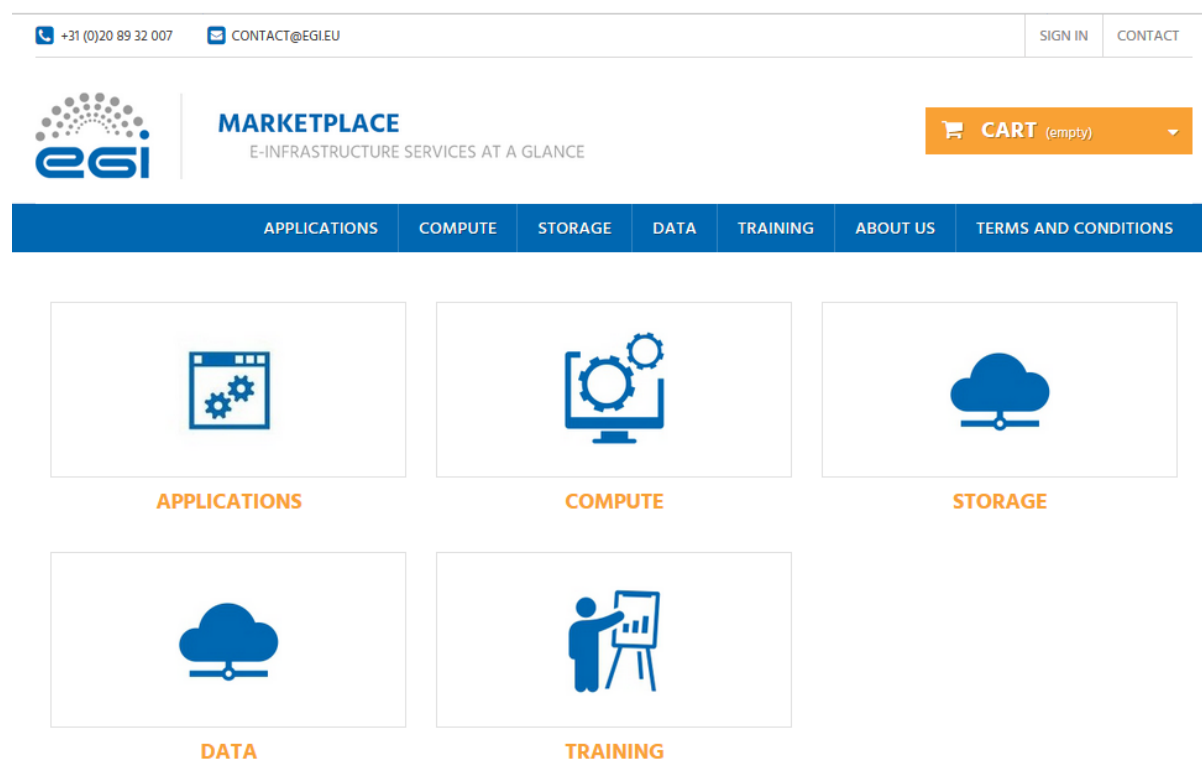 +31 (0)20 89 32 007 CONTACT@EGI.EU SIGN IN CONTACT
egi
MARKETPLACE
E-INFRASTRUCTURE SERVICES AT A GLANCE
CART (empty)
APPLICATIONS COMPUTE STORAGE DATA TRAINING ABOUT US TERMS AND CONDITIONS
APPLICATIONS COMPUTE STORAGE
DATA TRAINING